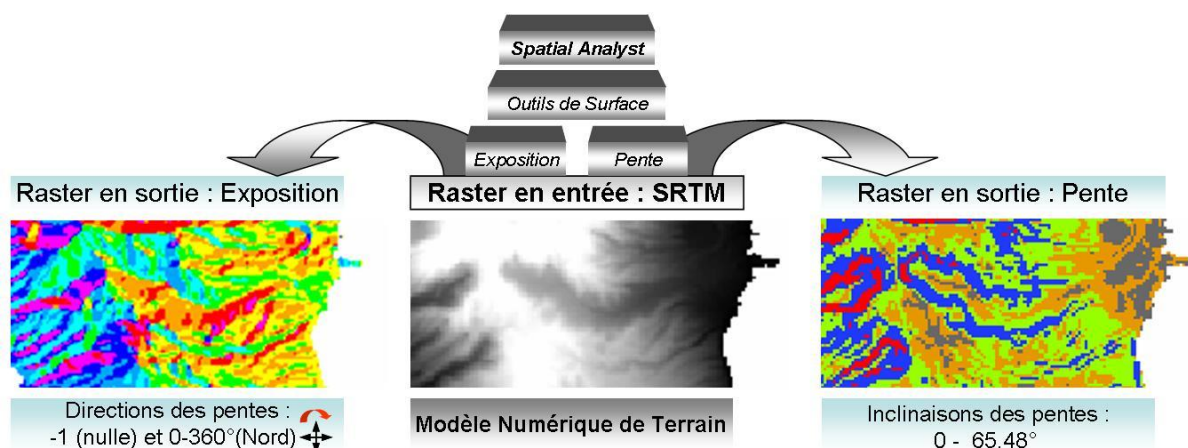 Spatial Analyst
Outils de Surface
Exposition
Pente
Raster en sortie : Exposition
Raster en entrée : SRTM
Raster en sortie : Pente
Directions des pentes :
-1 (nulle) et 0-360°(Nord)
Modèle Numérique de Terrain
Inclinaisons des pentes :
0 - 65.48°